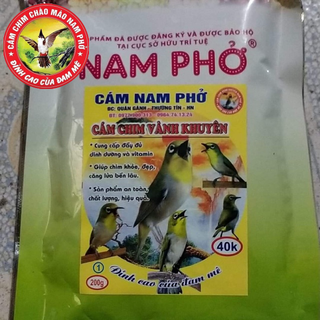 CÁM CHIM CHÀO MÀO NAM PHỞ
ĐỈNH CAO CỦA ĐAM MÊ
PHẨM ĐÃ ĐƯỢC ĐĂNG KÝ VÀ ĐƯỢC BẢO HỘ
TẠI CỤC SỞ HỮU TRÍ TUỆ
NAM PHỞ®
CÁM NAM PHỞ
ĐC: QUÁN GÁNH - THƯỜNG TÍN - HN
CÁM CHIM VÀNH KHUYÊN
• Cung cấp đầy đủ
dinh dưỡng và vitamin
• Giúp chim khỏe, đẹp,
căng lửa bền lâu.
• Sản phẩm an toàn,
chất lượng, hiệu quả.
40k
1
200g
Đỉnh cao của đam mê